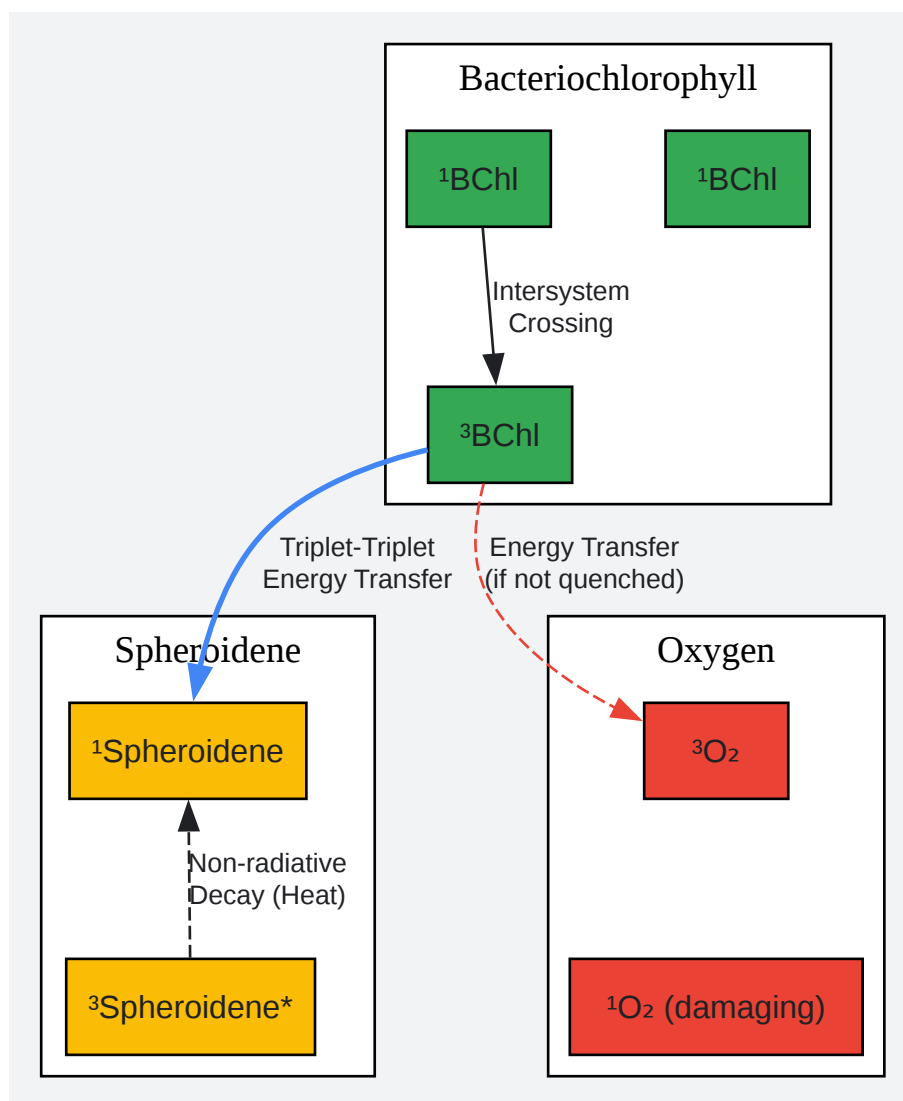 Bacteriochlorophyll
¹BChl
¹BChl
Intersystem
Crossing
³BChl
Triplet-Triplet
Energy Transfer
Energy Transfer
(if not quenched)
Spheroidene
¹Spheroidene
Non-radiative
Decay (Heat)
³Spheroidene*
Oxygen
³O₂
¹O₂ (damaging)